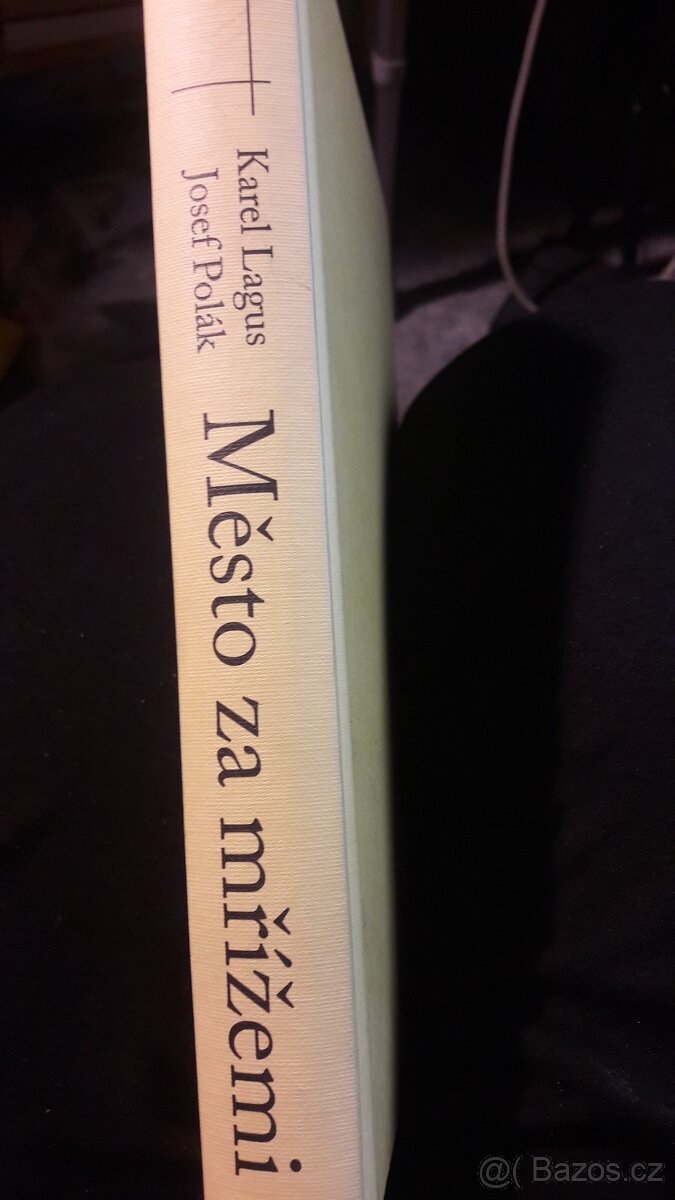 Karel Lagus
Josef Polák
Město za mřížemi
@( Bazos.cz